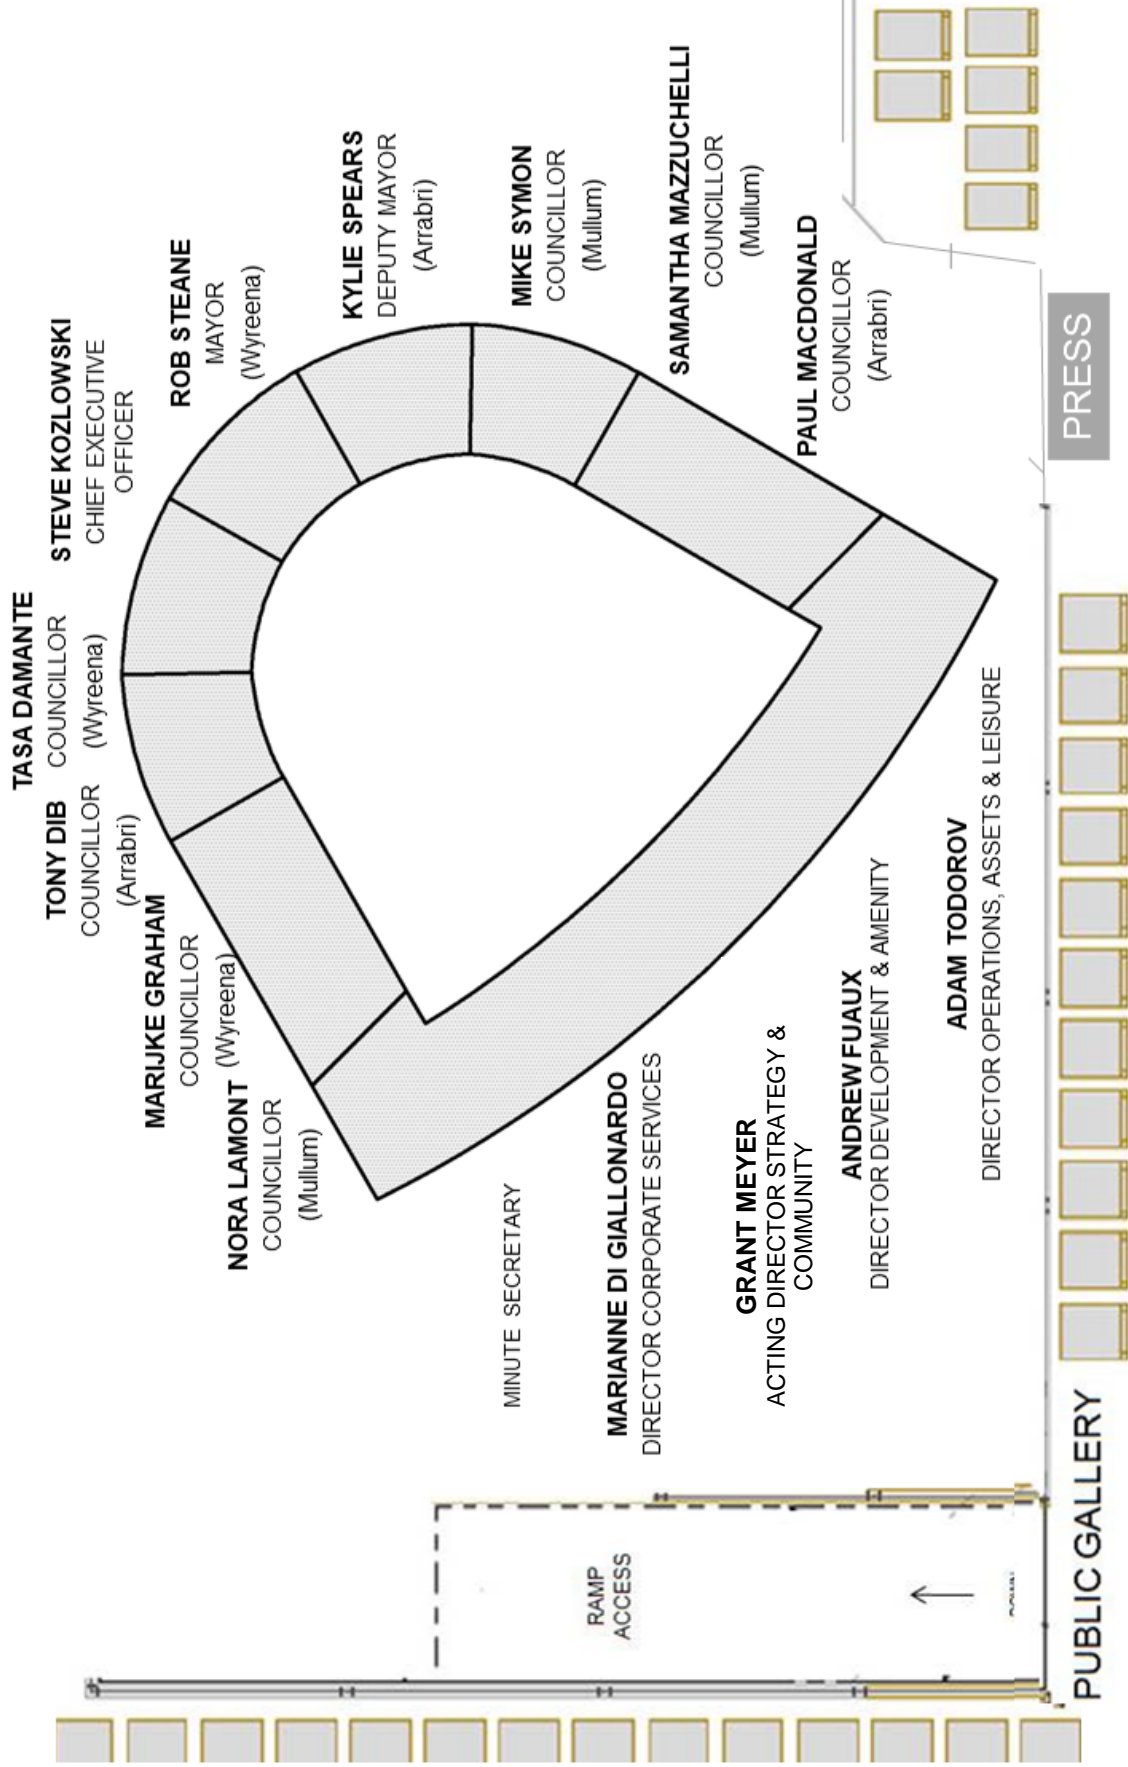 TASA DAMANTE
COUNCILLOR
(Wyreena)
STEVE KOZLOWSKI
CHIEF EXECUTIVE
OFFICER
ROB STEANE
MAYOR
(Wyreena)
KYLIE SPEARS
DEPUTY MAYOR
(Arrabri)
MIKE SYMON
COUNCILLOR
(Mullum)
SAMANTHA MAZZUCHELLI
COUNCILLOR
(Mullum)
PAUL MACDONALD
COUNCILLOR
(Arrabri)
TONY DIB
COUNCILLOR
(Arrabri)
MARIJKE GRAHAM
COUNCILLOR
(Wyreena)
NORA LAMONT
COUNCILLOR
(Mullum)
MINUTE SECRETARY
MARIANNE DI GIALLONARDO
DIRECTOR CORPORATE SERVICES
GRANT MEYER
ACTING DIRECTOR STRATEGY &
COMMUNITY
ANDREW FUAUX
DIRECTOR DEVELOPMENT & AMENITY
ADAM TODOROV
DIRECTOR OPERATIONS, ASSETS & LEISURE
PRESS
RAMP
ACCESS
PUBLIC GALLERY